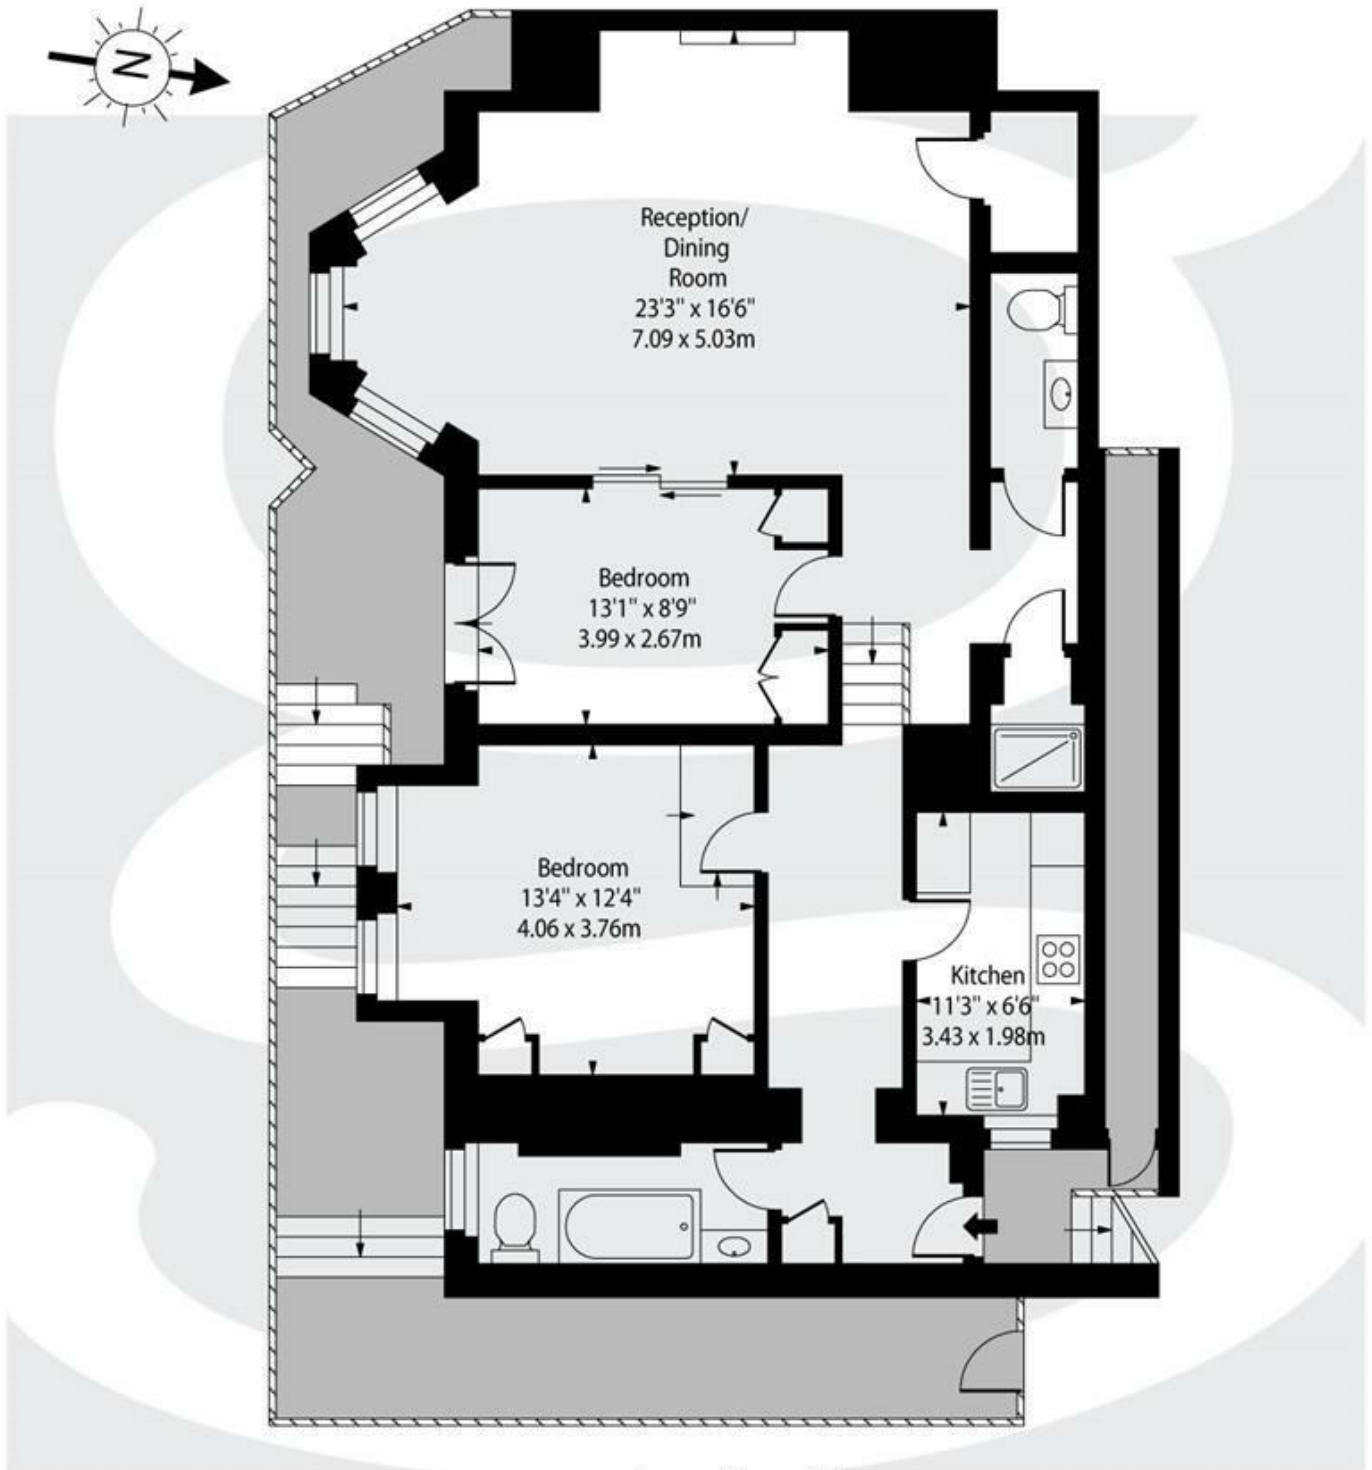 N
Reception/
Dining
Room
23'3" x 16'6"
7.09 x 5.03m
Bedroom
13'1" x 8'9"
3.99 x 2.67m
Bedroom
13'4" x 12'4"
4.06 x 3.76m
Kitchen
11'3" x 6'6"
3.43 x 1.98m